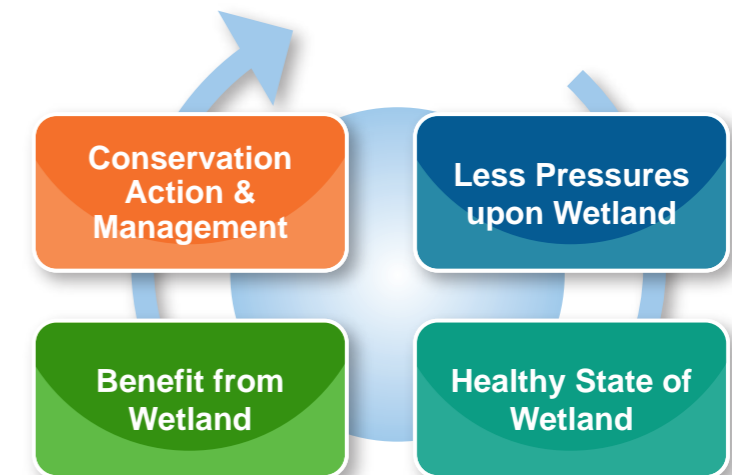 Conservation
Action &
Management
Less Pressures
upon Wetland
Benefit from
Wetland
Healthy State of
Wetland